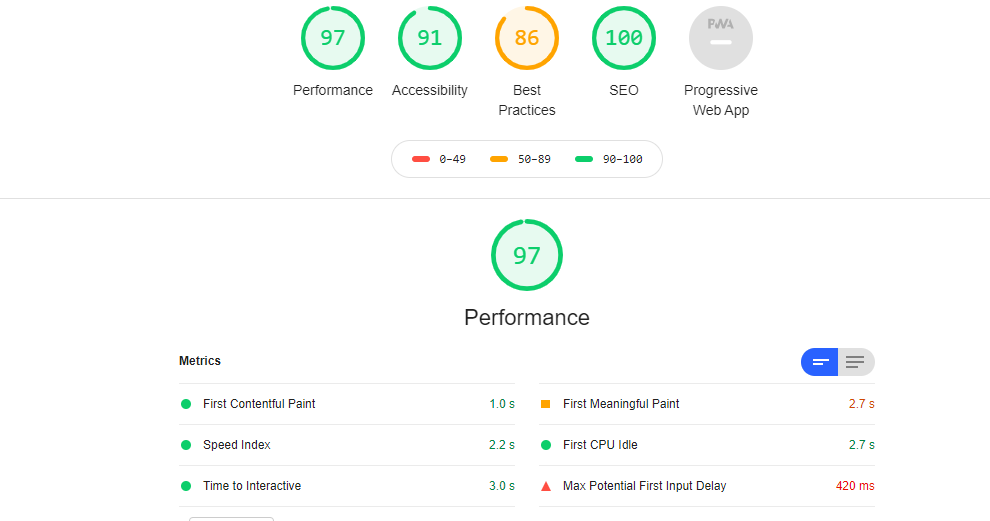 97 91 86 100 PWA
Performance Accessibility Best Practices SEO Progressive Web App
0–49 50–89 90–100
97
Performance
Metrics
First Contentful Paint 1.0 s
First Meaningful Paint 2.7 s
Speed Index 2.2 s
First CPU Idle 2.7 s
Time to Interactive 3.0 s
Max Potential First Input Delay 420 ms